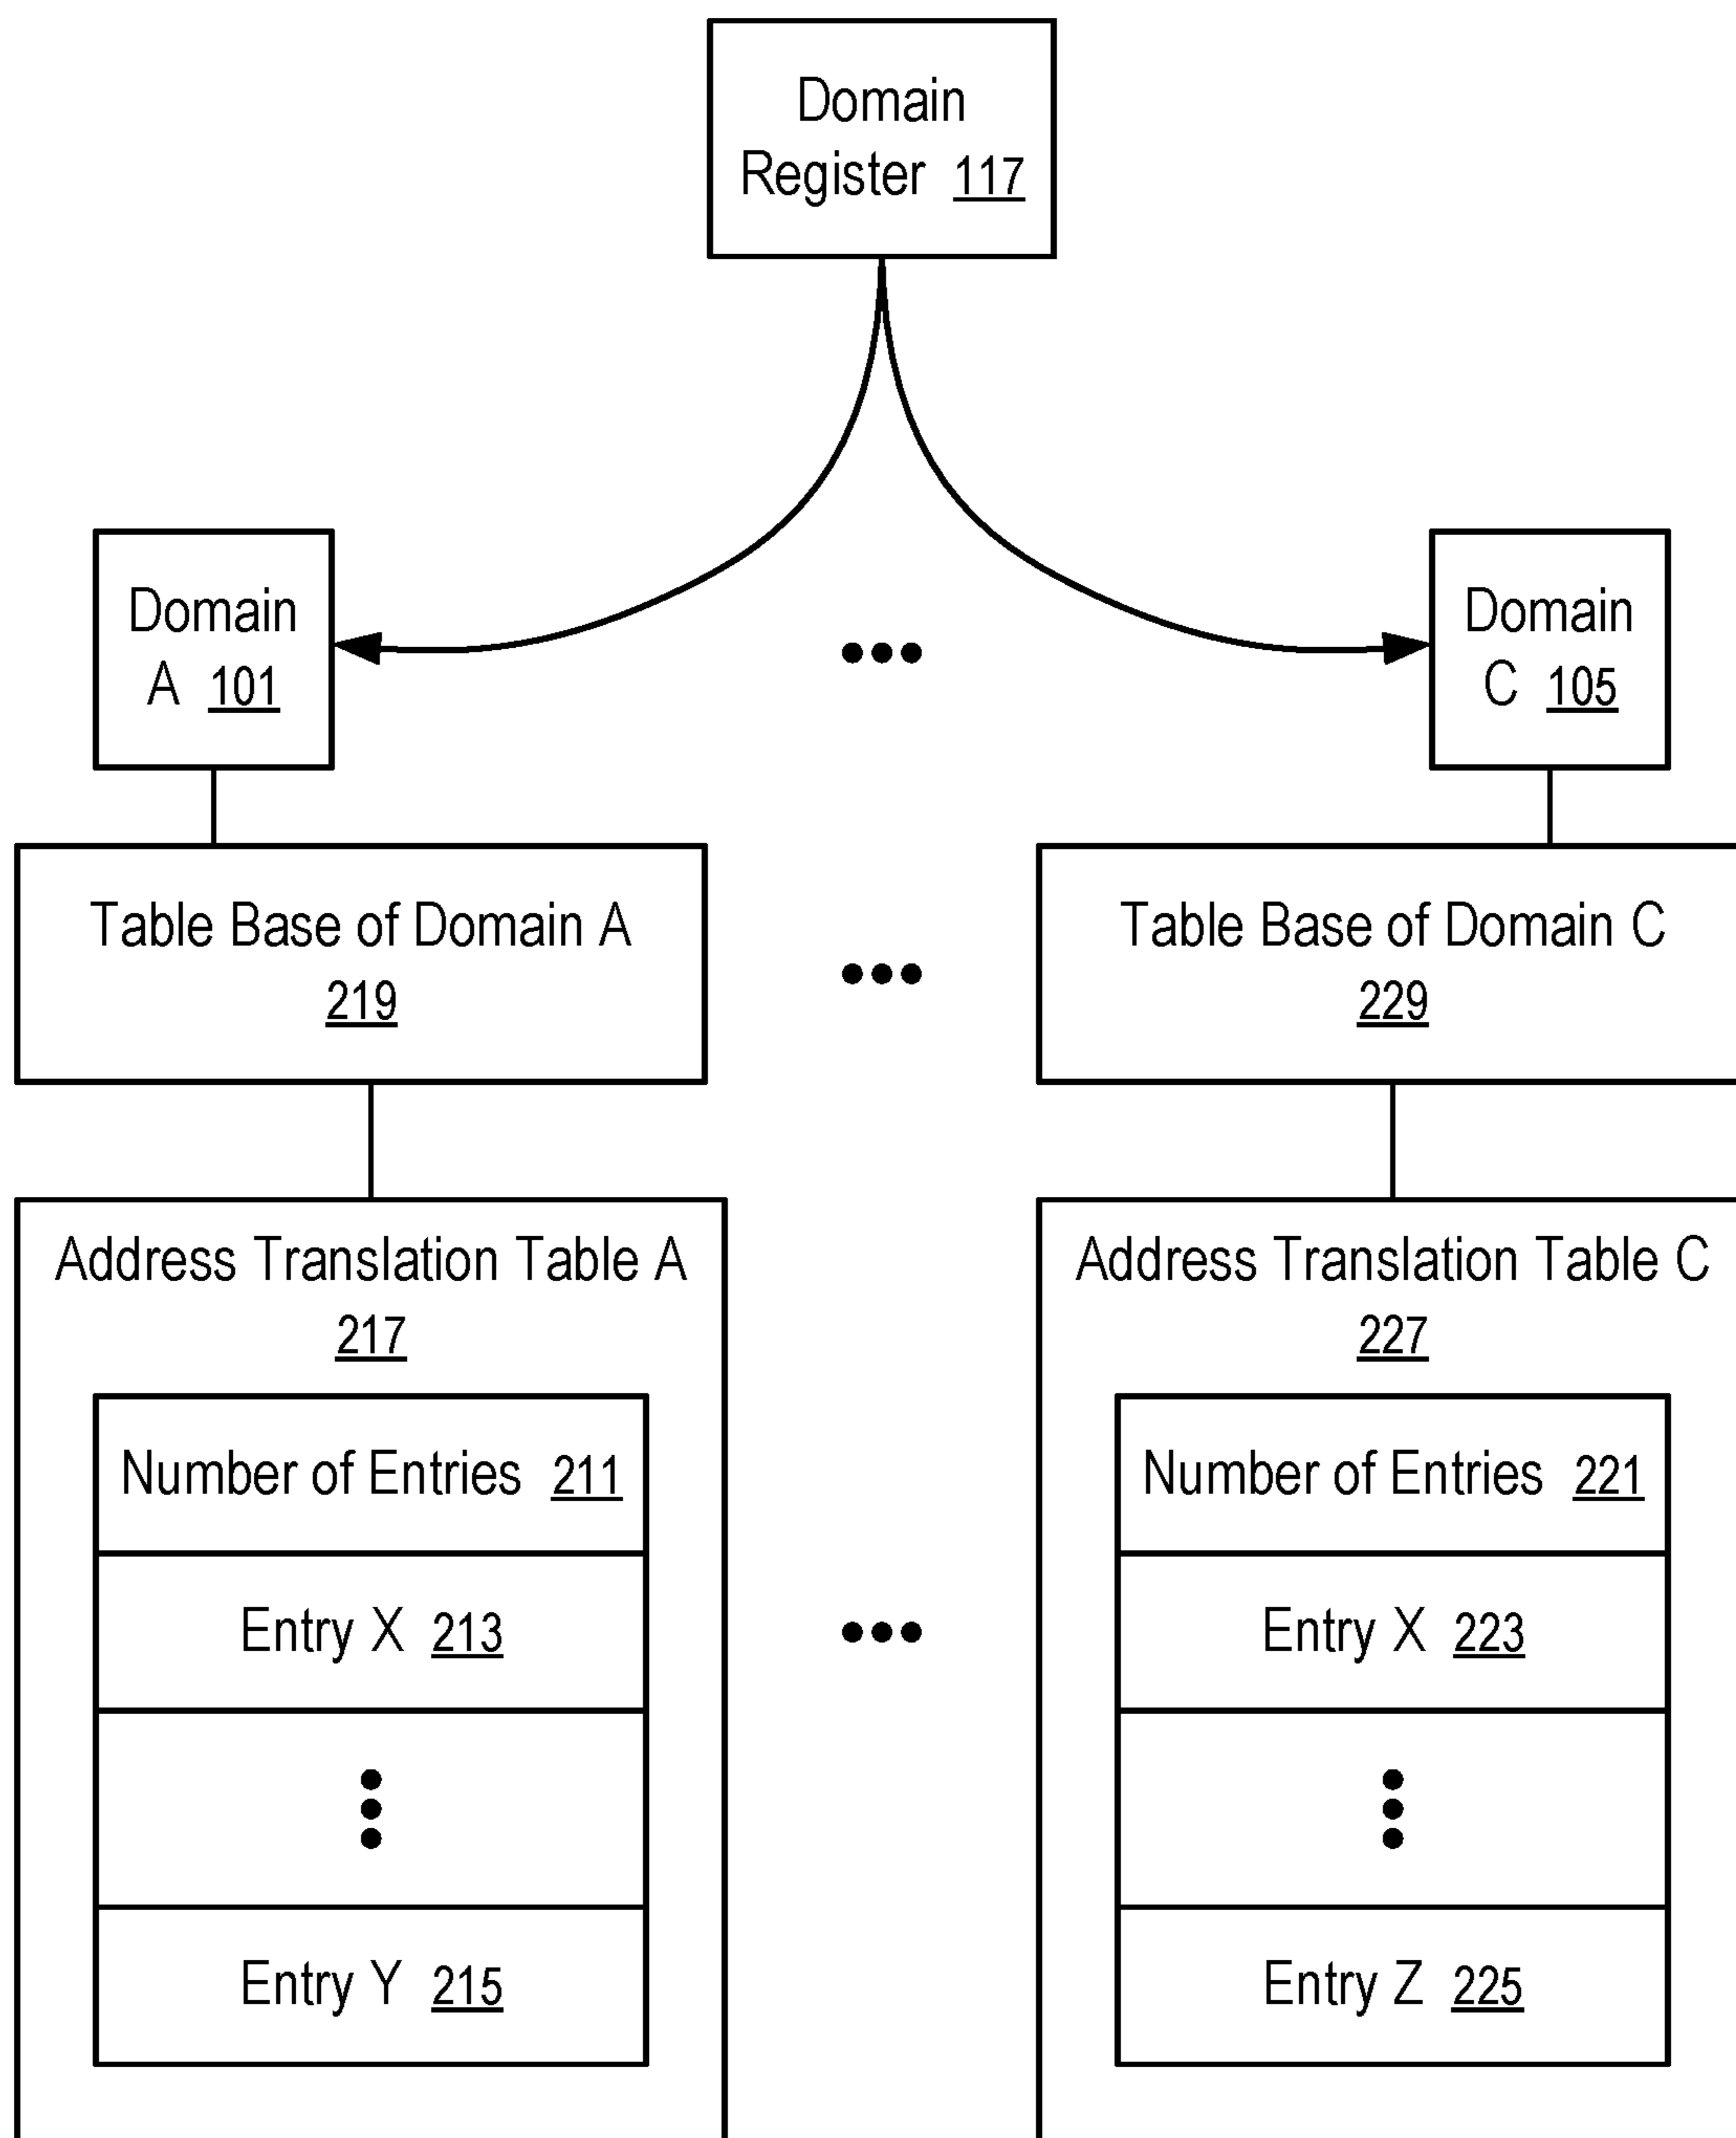 Domain
Register 117
Domain
A 101
Domain
C 105
Table Base of Domain A
219
Table Base of Domain C
229
Address Translation Table A
217
Number of Entries 211
Entry X 213
Entry Y 215
Address Translation Table C
227
Number of Entries 221
Entry X 223
Entry Z 225